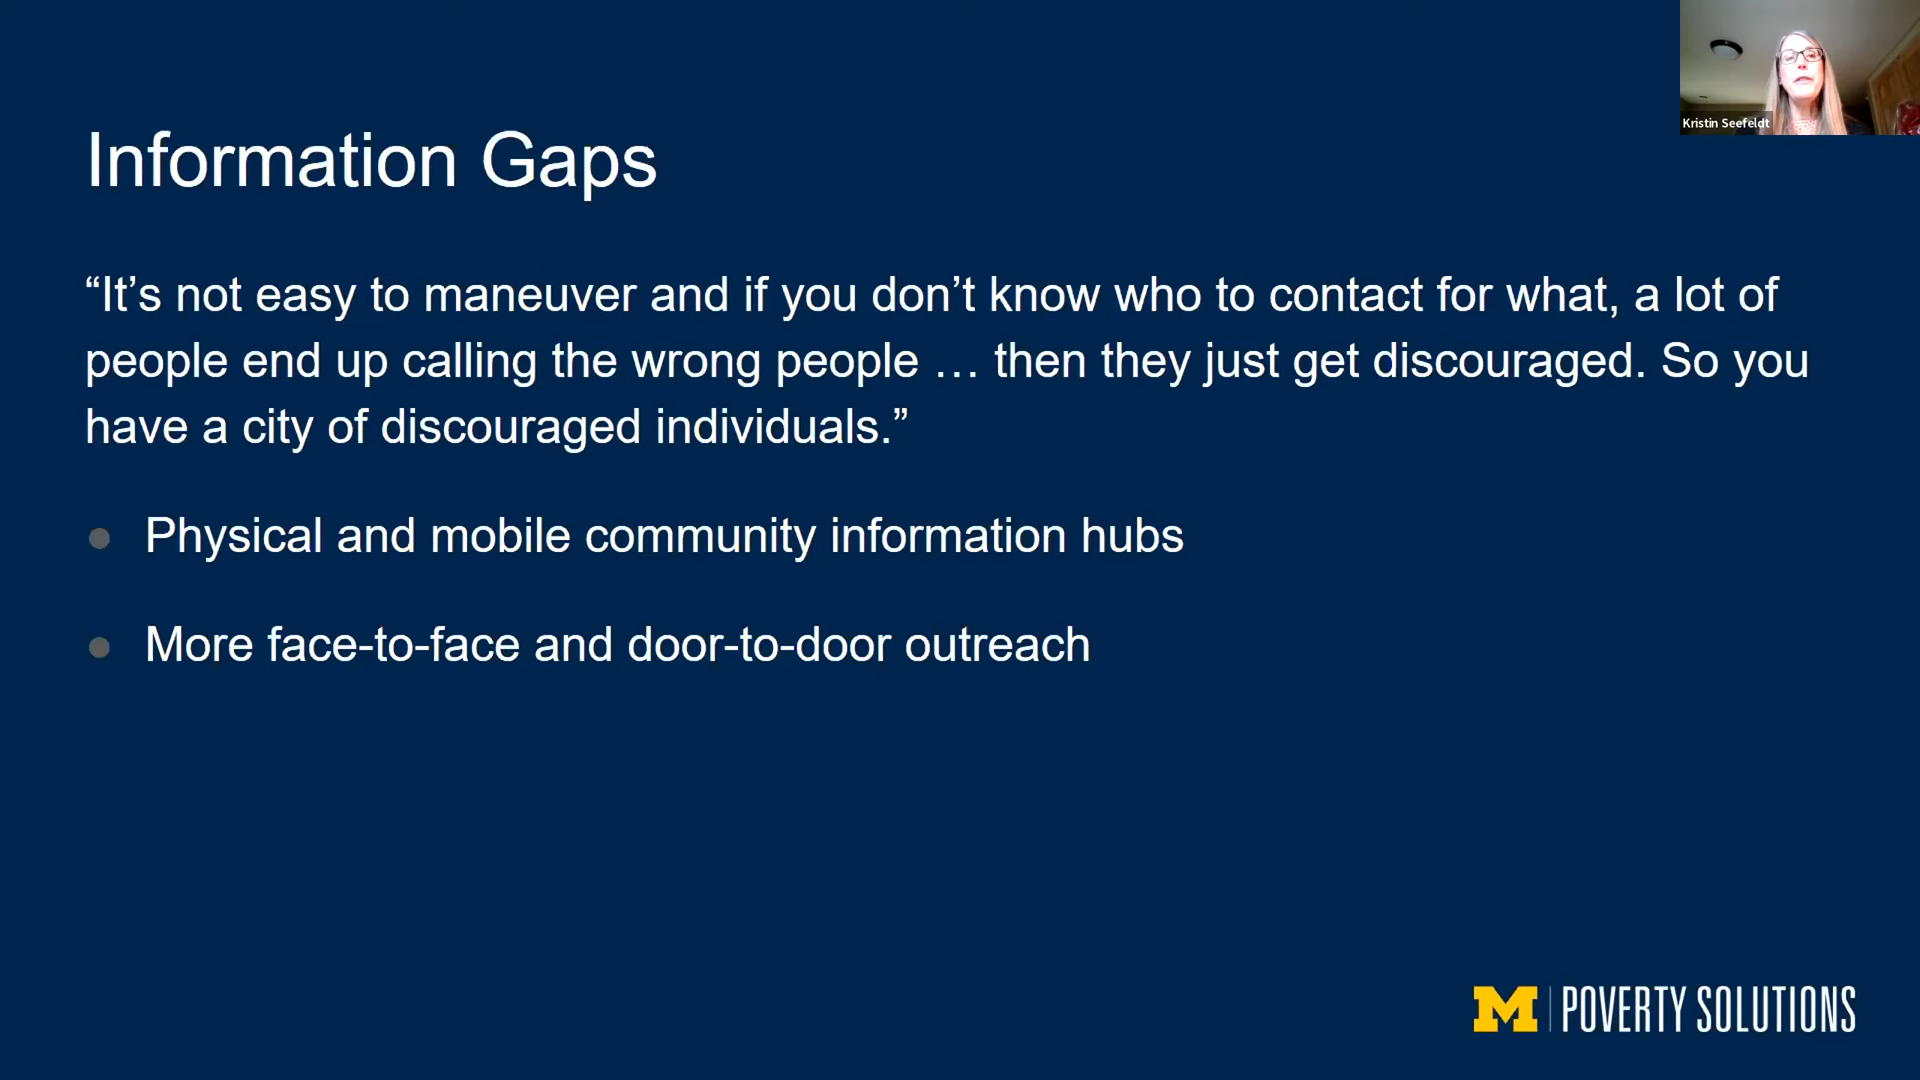 Kristin Seefeldt
Information Gaps
“It’s not easy to maneuver and if you don’t know who to contact for what, a lot of
people end up calling the wrong people … then they just get discouraged. So you
have a city of discouraged individuals.”
● Physical and mobile community information hubs
● More face-to-face and door-to-door outreach
M | POVERTY SOLUTIONS